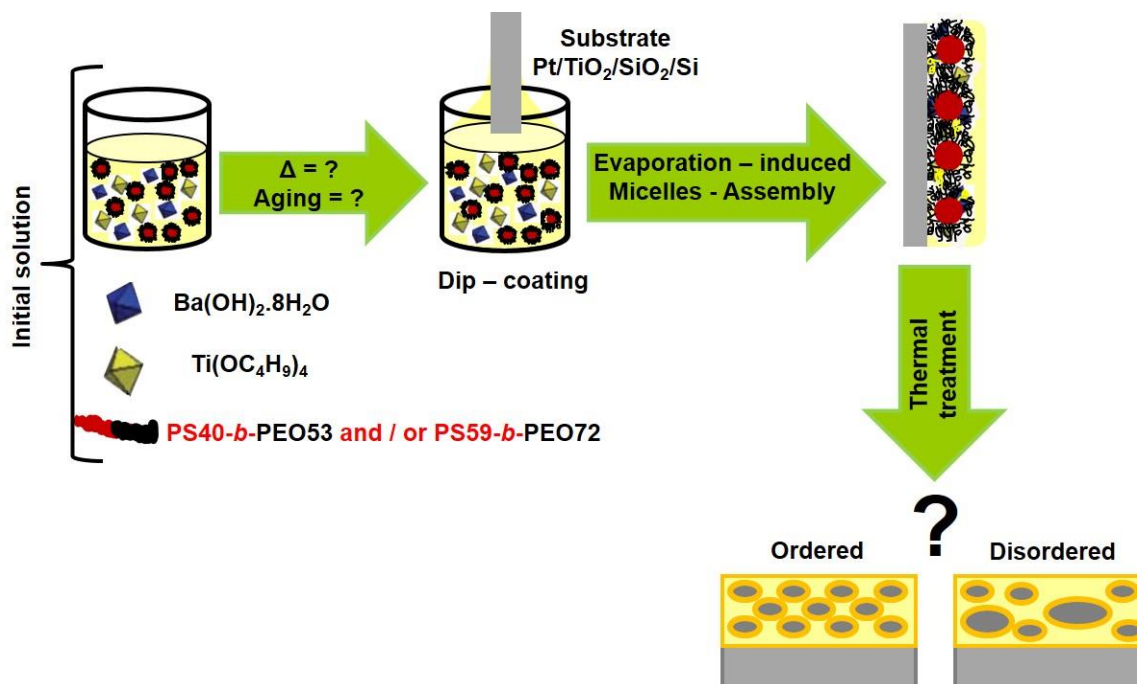 Initial solution
Δ = ?
Aging = ?
Substrate
Pt/TiO₂/SiO₂/Si
Dip – coating
Evaporation – induced
Micelles - Assembly
Ba(OH)₂.8H₂O
Ti(OC₄H₉)₄
PS40-b-PEO53 and / or PS59-b-PEO72
Thermal
treatment
?
Ordered
Disordered